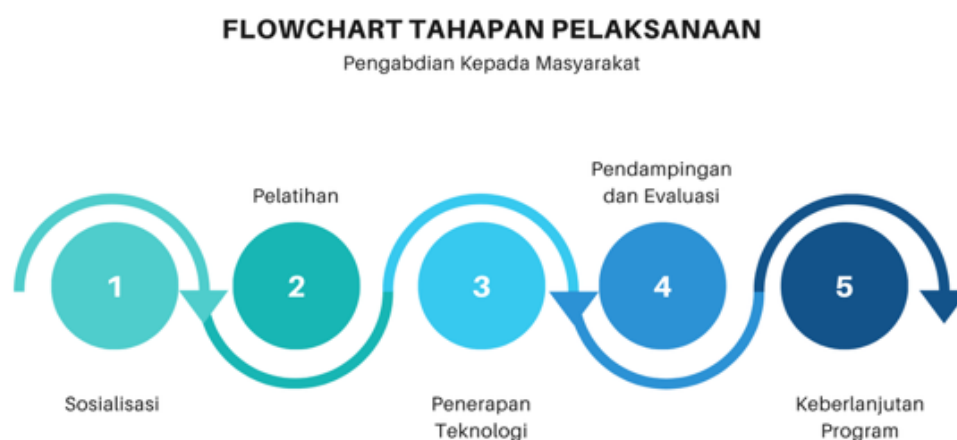 FLOWCHART TAHAPAN PELAKSANAAN
Pengabdian Kepada Masyarakat
1
Sosialisasi
2
Pelatihan
3
Penerapan
Teknologi
4
Pendampingan
dan Evaluasi
5
Keberlanjutan
Program